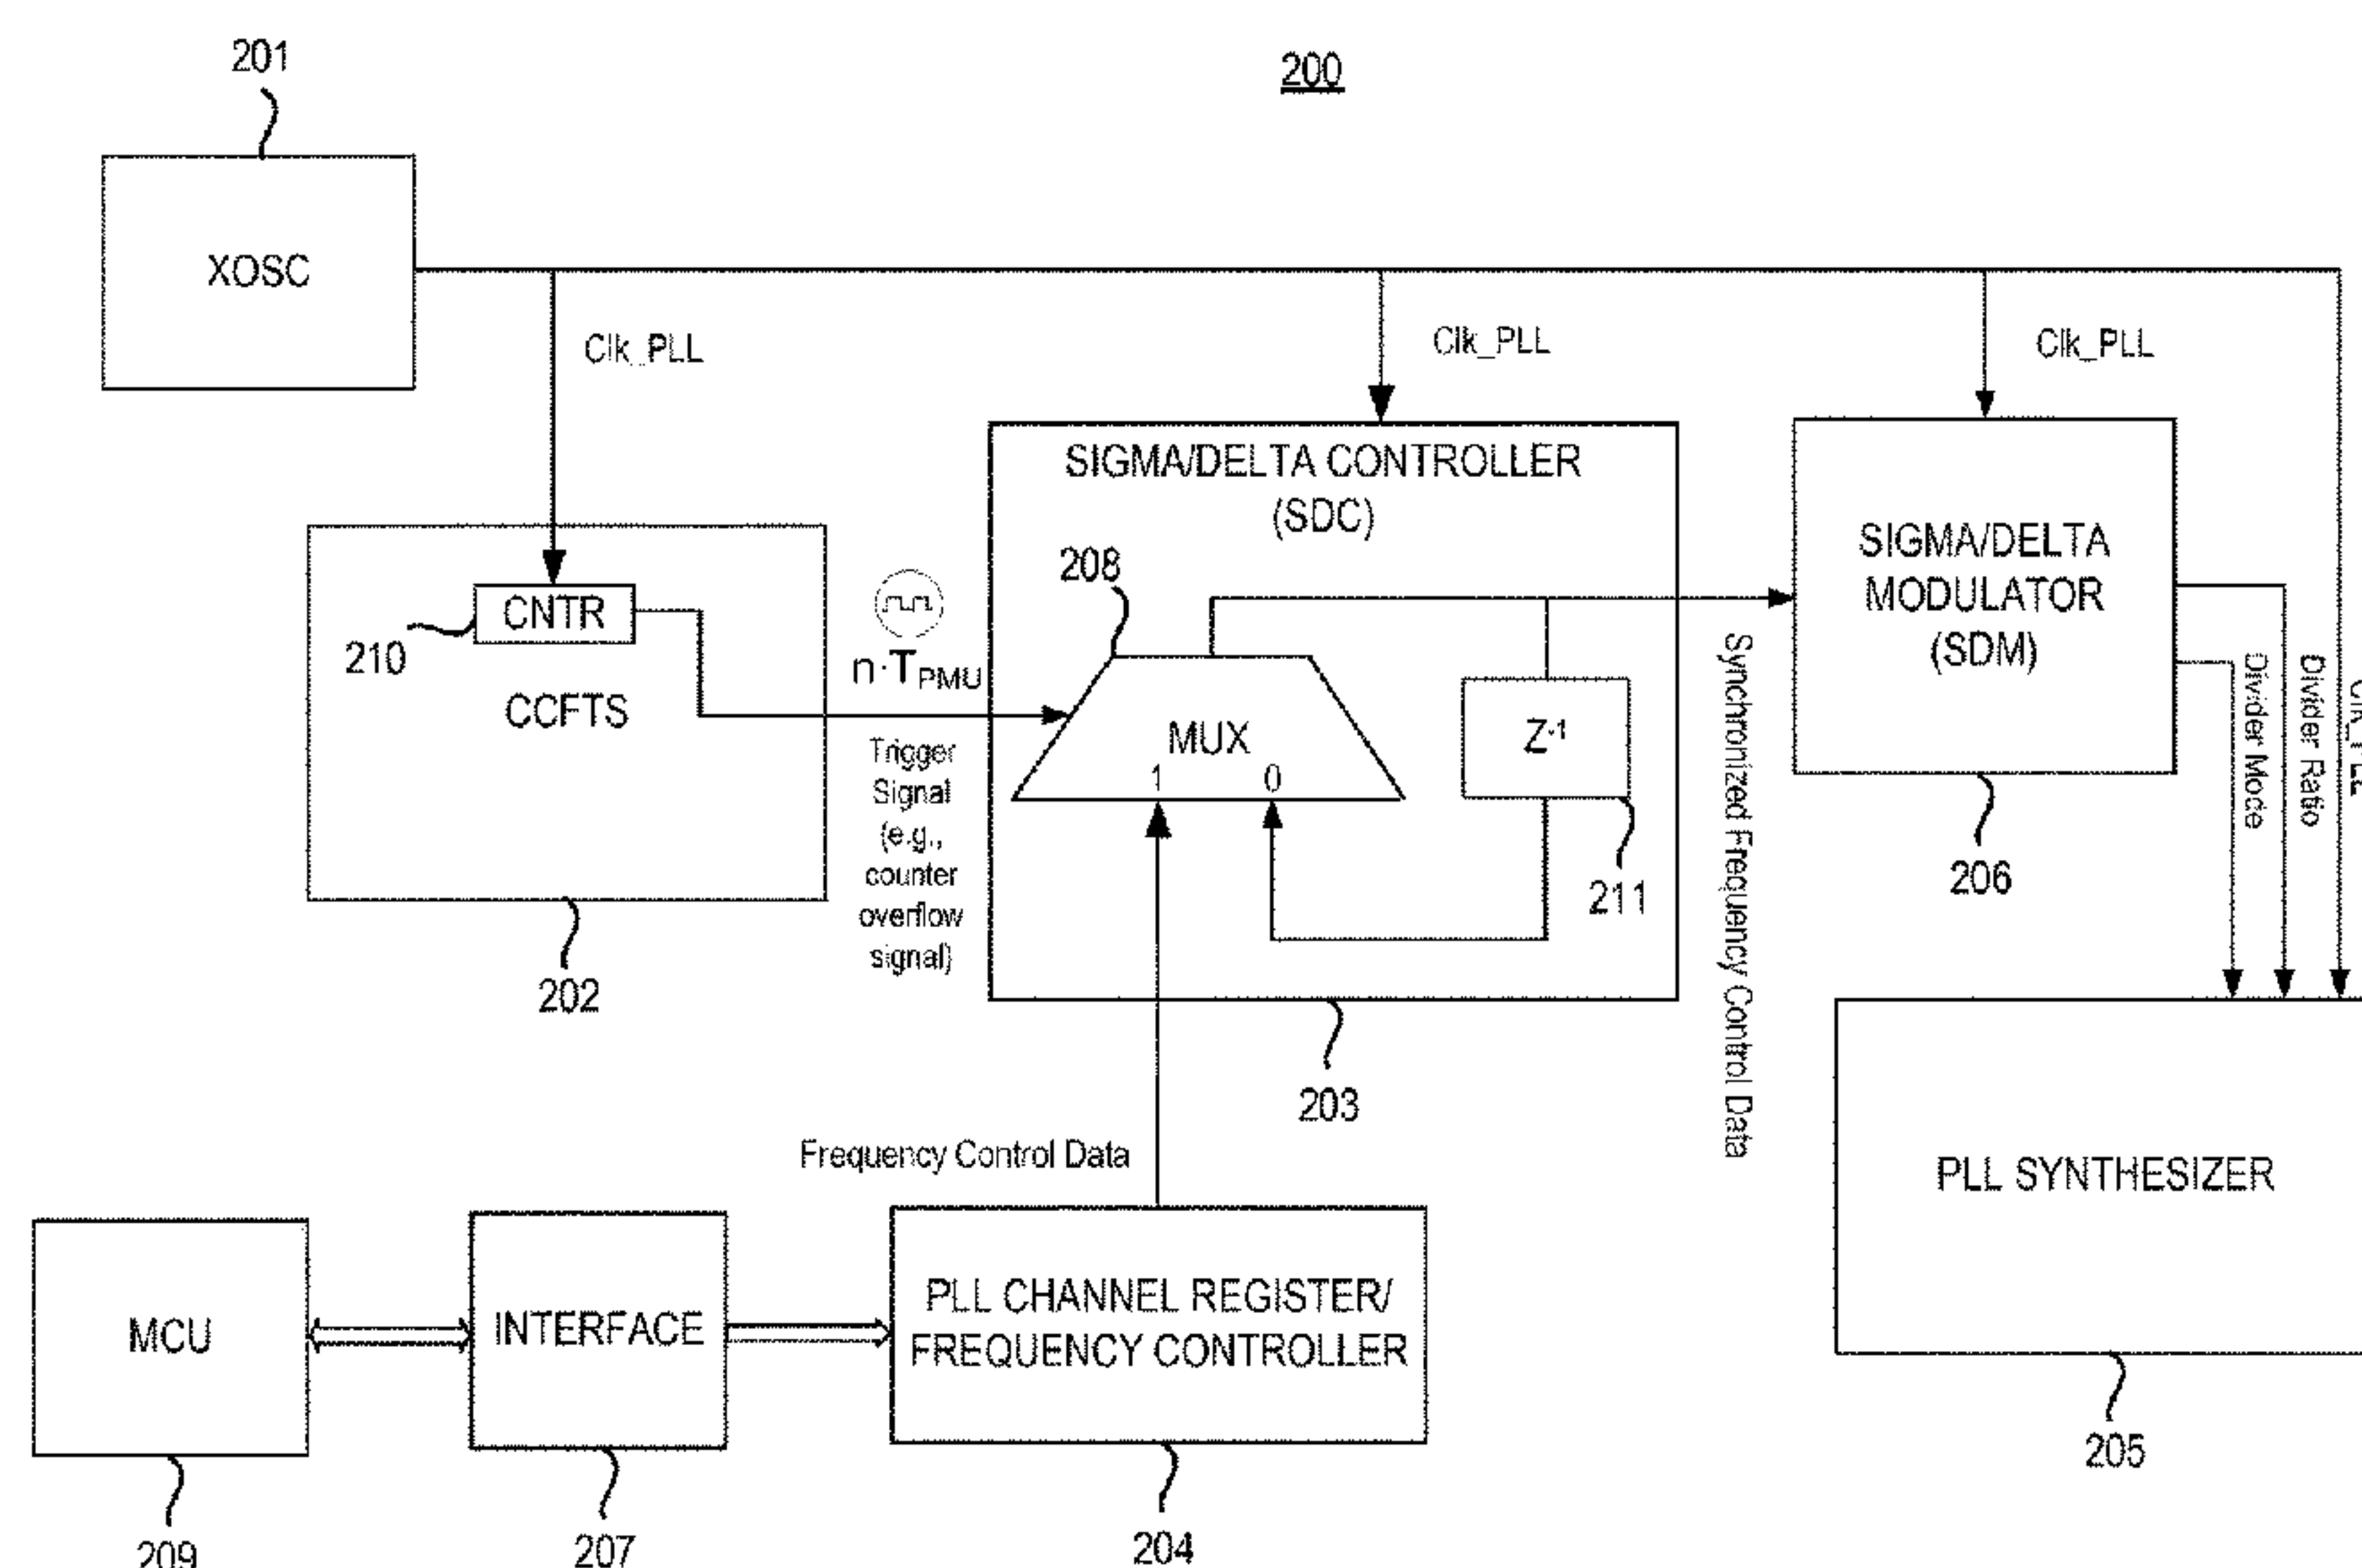 201
200
XOSC
Clk_PLL
Clk_PLL
Clk_PLL
SIGMA/DELTA CONTROLLER
(SDC)
208
CNTR
210
CCFTS
202
n·TPMU
Trigger
Signal
(e.g.,
counter
overflow
signal)
MUX
1
0
Z-1
211
203
Synchronized Frequency Control Data
SIGMA/DELTA
MODULATOR
(SDM)
206
Divider Mode
Divider Ratio
PLL SYNTHESIZER
205
Frequency Control Data
MCU
209
INTERFACE
207
PLL CHANNEL REGISTER/
FREQUENCY CONTROLLER
204